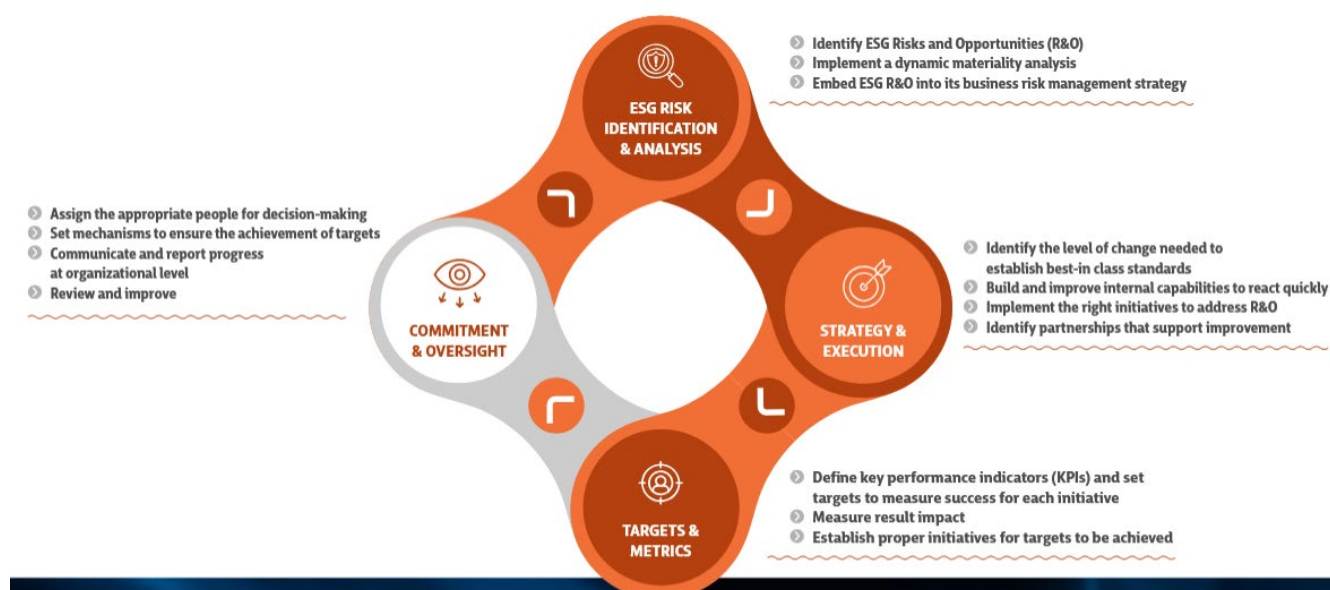 Identify ESG Risks and Opportunities (R&O)
Implement a dynamic materiality analysis
Embed ESG R&O into its business risk management strategy
ESG RISK
IDENTIFICATION
& ANALYSIS
Assign the appropriate people for decision-making
Set mechanisms to ensure the achievement of targets
Communicate and report progress
at organizational level
Review and improve
COMMITMENT
& OVERSIGHT
STRATEGY &
EXECUTION
Identify the level of change needed to
establish best-in class standards
Build and improve internal capabilities to react quickly
Implement the right initiatives to address R&O
Identify partnerships that support improvement
TARGETS &
METRICS
Define key performance indicators (KPIs) and set
targets to measure success for each initiative
Measure result impact
Establish proper initiatives for targets to be achieved